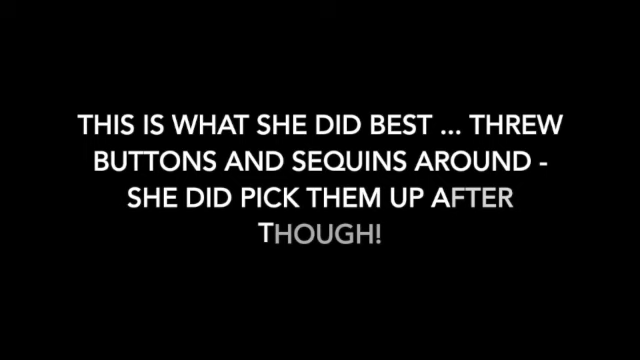 THIS IS WHAT SHE DID BEST ... THREW
BUTTONS AND SEQUINS AROUND -
SHE DID PICK THEM UP AFTER
THOUGH!